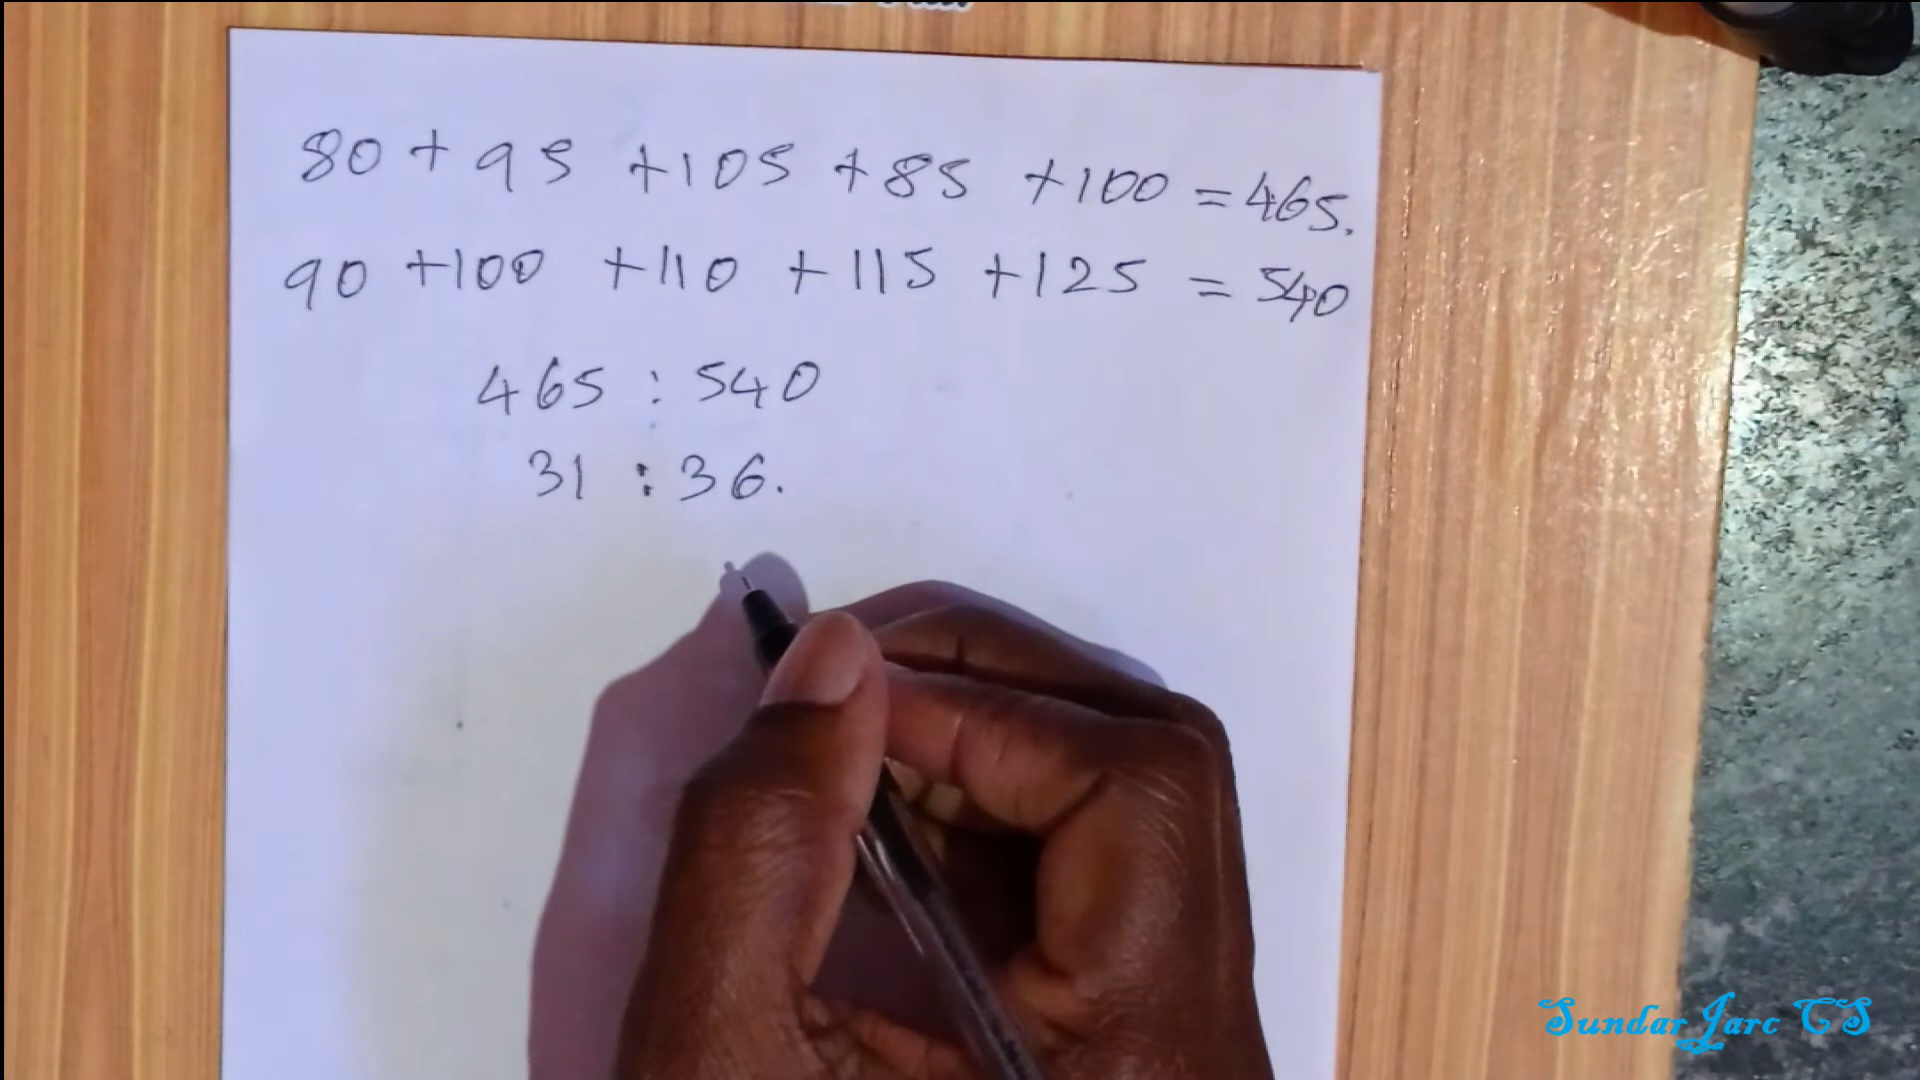 80 + 95 + 105 + 85 + 100 = 465.
90 + 100 + 110 + 115 + 125 = 540
465 : 540
31 : 36.
Sundar Jarc CS